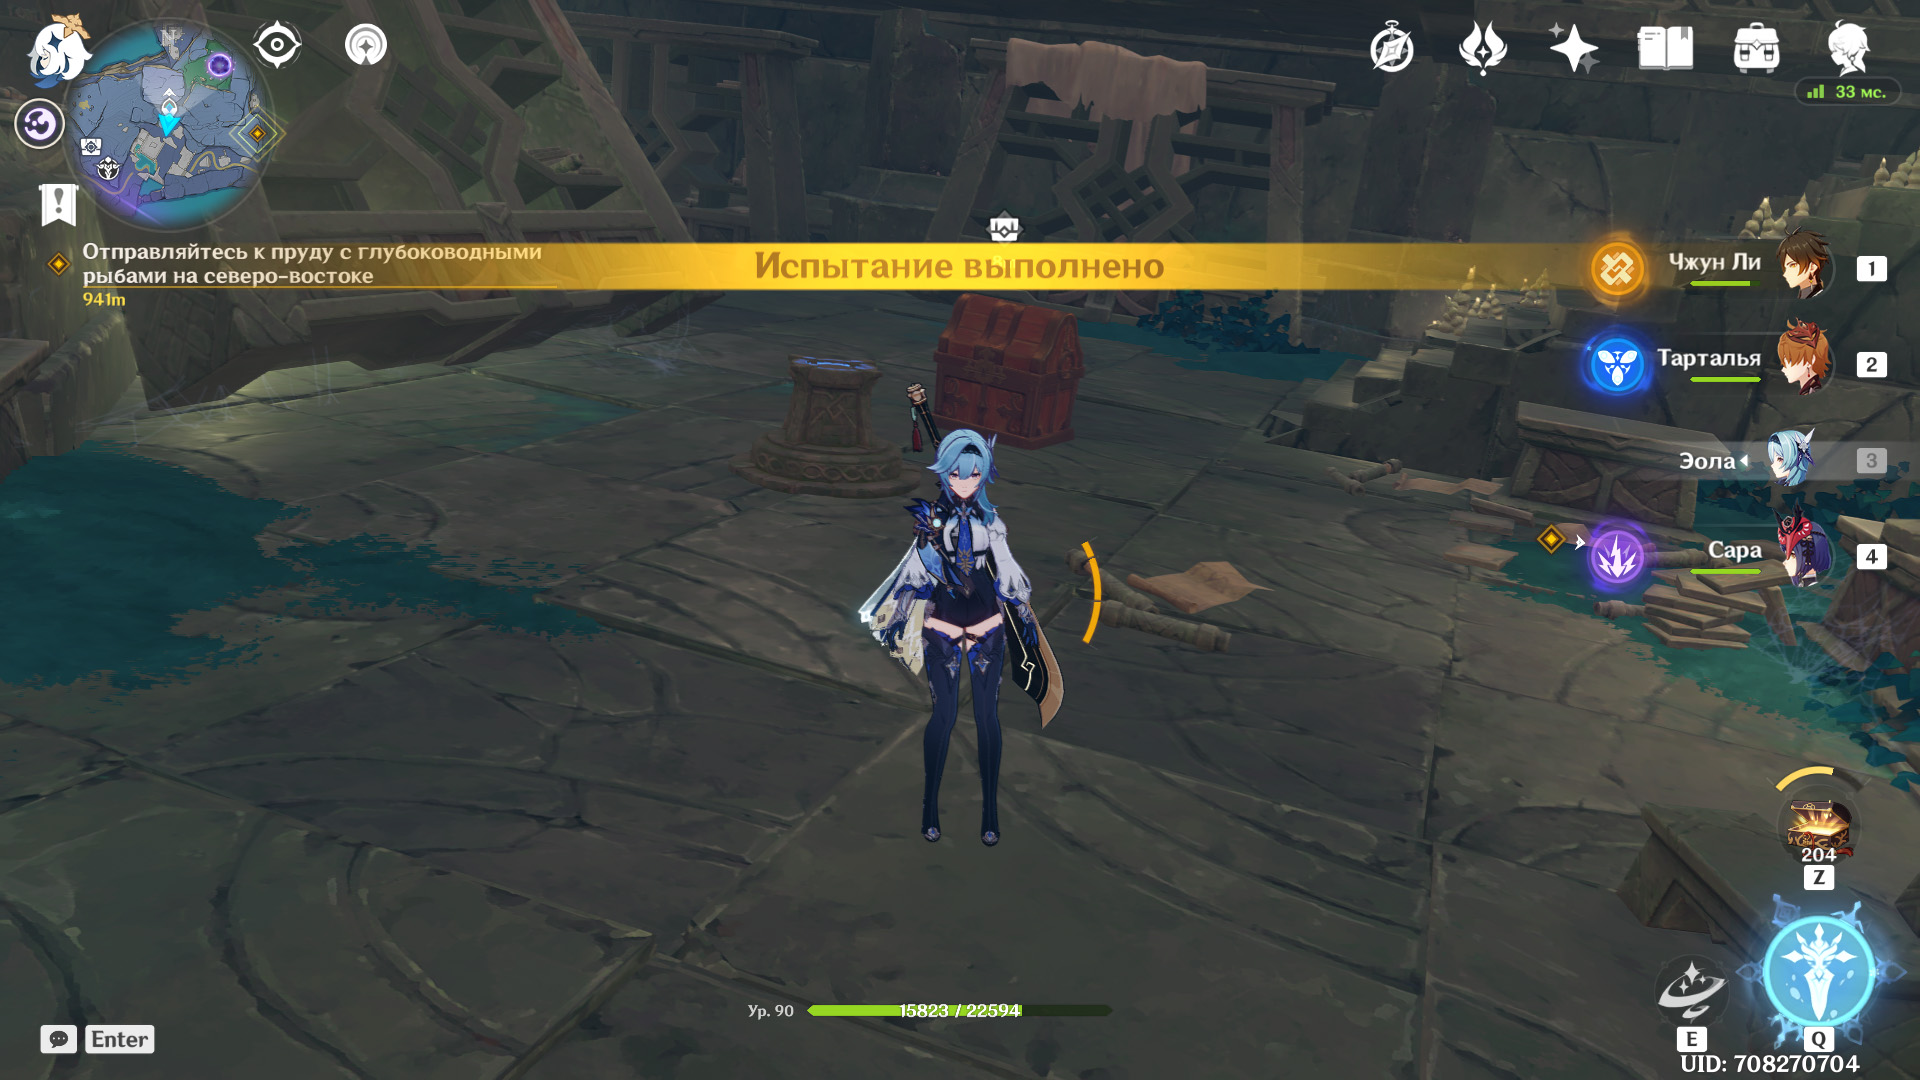 N
33 мс.
Отправляйтесь к пруду с глубоководными
рыбами на северо-востоке
941m
Испытание выполнено
Чжун Ли
1
Тарталья
2
Эола
3
Сара
4
204
Z
Ур. 90
15823 / 22594
Enter
E
Q
UID: 708270704